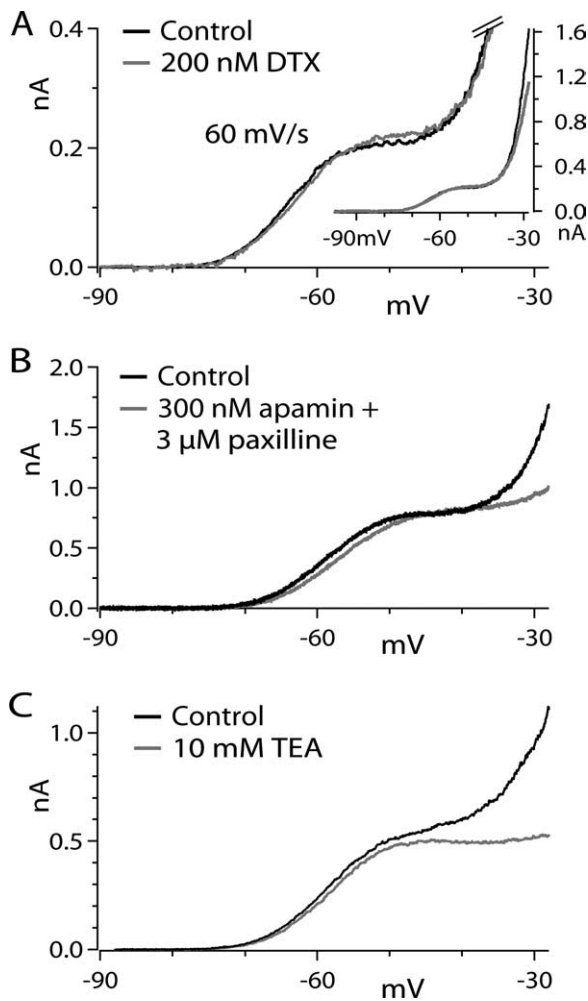 A
Control
200 nM DTX
60 mV/s
nA
0.4
0.2
0.0
-90
-60
-30
mV
1.6
1.2
0.8
0.4
0.0
nA
-90mV
-60
-30
B
Control
300 nM apamin +
3 µM paxilline
nA
2.0
1.5
1.0
0.5
0.0
-90
-60
-30
mV
C
Control
10 mM TEA
nA
1.0
0.5
0.0
-90
-60
-30
mV